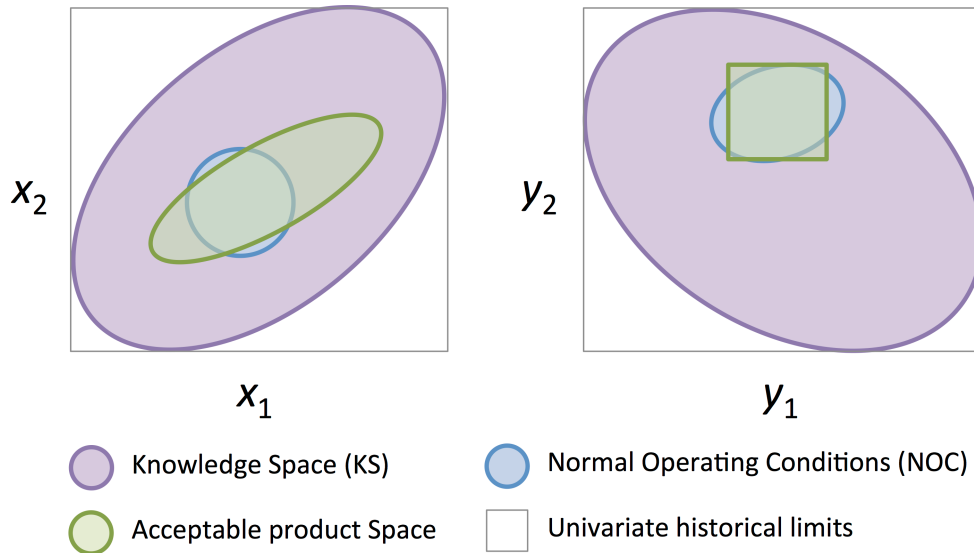 x2
y2
x1
y1
Knowledge Space (KS)
Normal Operating Conditions (NOC)
Acceptable product Space
Univariate historical limits